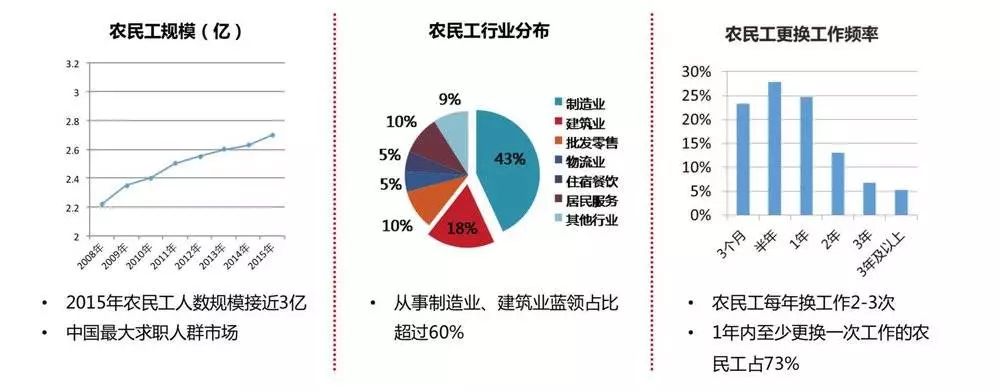 农民工规模（亿）
3.2
3
2.8
2.6
2.4
2.2
2
2008年
2009年
2010年
2011年
2012年
2013年
2014年
2015年
• 2015年农民工人数规模接近3亿
• 中国最大求职人群市场
农民工行业分布
9%
10%
5%
5%
10%
18%
43%
制造业
建筑业
批发零售
物流业
住宿餐饮
居民服务
其他行业
• 从事制造业、建筑业蓝领占比
超过60%
农民工更换工作频率
30%
25%
20%
15%
10%
5%
0%
3个月
半年
1年
2年
3年
3年及以上
• 农民工每年换工作2-3次
• 1年内至少更换一次工作的农
民工占73%